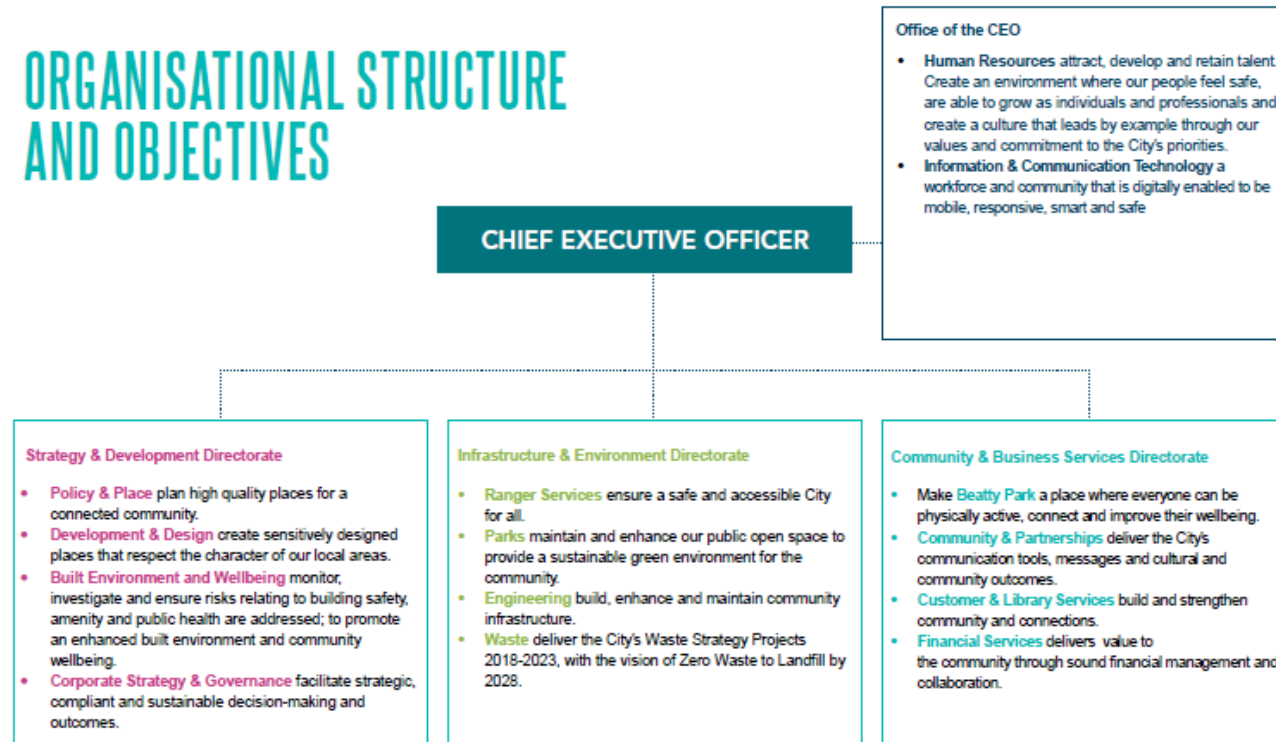 ORGANISATIONAL STRUCTURE
AND OBJECTIVES
Office of the CEO
• Human Resources attract, develop and retain talent.
Create an environment where our people feel safe,
are able to grow as individuals and professionals and
create a culture that leads by example through our
values and commitment to the City's priorities.
• Information & Communication Technology a
workforce and community that is digitally enabled to be
mobile, responsive, smart and safe
CHIEF EXECUTIVE OFFICER
Strategy & Development Directorate
• Policy & Place plan high quality places for a
connected community.
• Development & Design create sensitively designed
places that respect the character of our local areas.
• Built Environment and Wellbeing monitor,
investigate and ensure risks relating to building safety,
amenity and public health are addressed; to promote
an enhanced built environment and community
wellbeing.
• Corporate Strategy & Governance facilitate strategic,
compliant and sustainable decision-making and
outcomes.
Infrastructure & Environment Directorate
• Ranger Services ensure a safe and accessible City
for all.
• Parks maintain and enhance our public open space to
provide a sustainable green environment for the
community.
• Engineering build, enhance and maintain community
infrastructure.
• Waste deliver the City's Waste Strategy Projects
2018-2023, with the vision of Zero Waste to Landfill by
2028.
Community & Business Services Directorate
• Make Beatty Park a place where everyone can be
physically active, connect and improve their wellbeing.
• Community & Partnerships deliver the City's
communication tools, messages and cultural and
community outcomes.
• Customer & Library Services build and strengthen
community and connections.
• Financial Services delivers value to
the community through sound financial management and
collaboration.